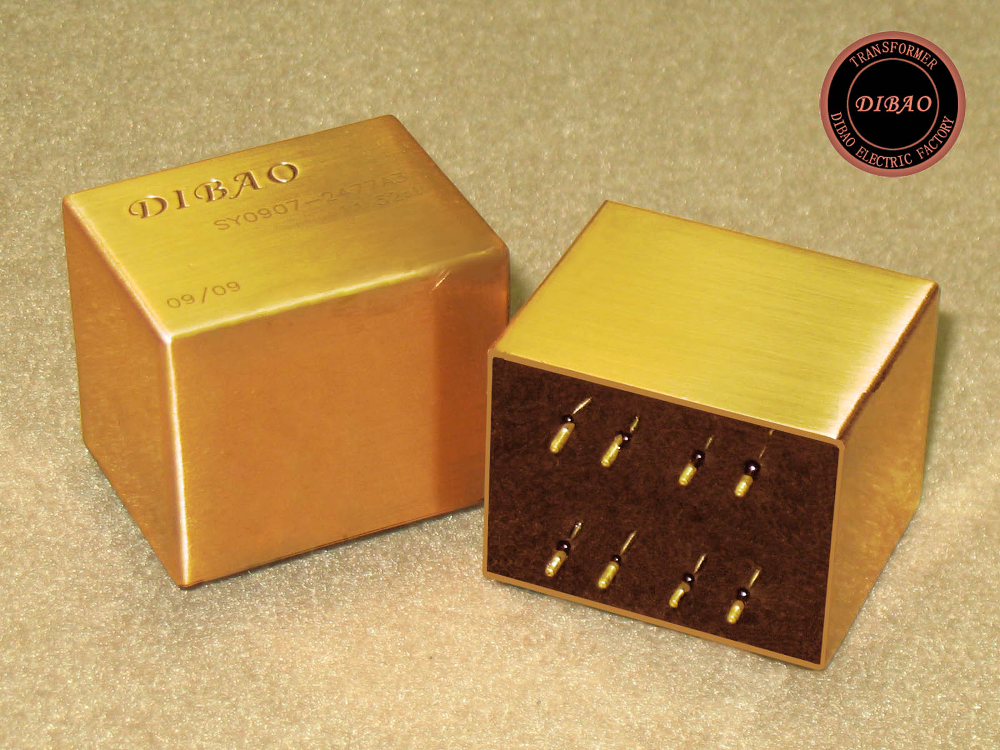 DIBAO
SY0907-2477A3
09/09
TRANSFORMER
DIBAO
DIBAO ELECTRIC FACTORY